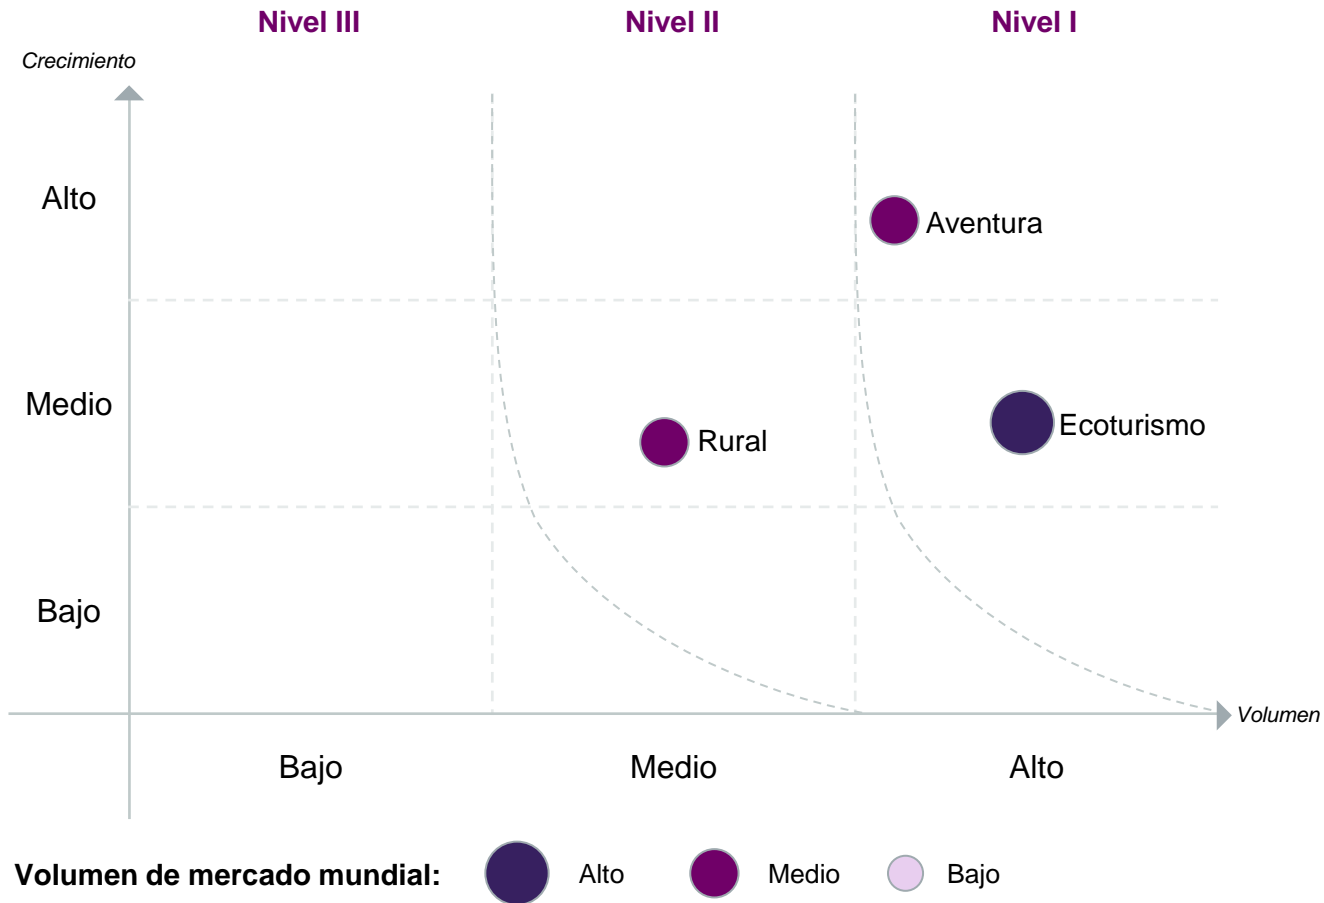 Nivel III Nivel II Nivel I
Crecimiento
Alto
Aventura
Medio
Ecoturismo
Rural
Bajo
Volumen
Bajo Medio Alto
Volumen de mercado mundial: Alto Medio Bajo